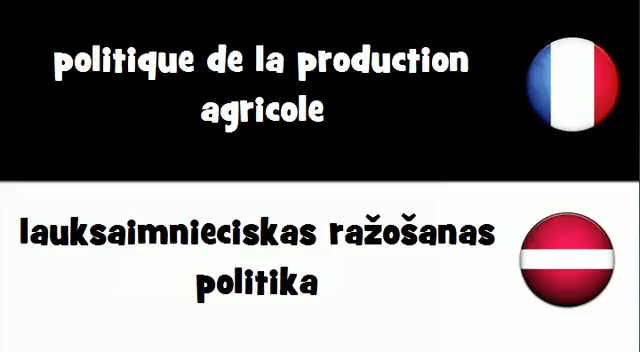 politique de la production
agricole
lauksaimnieciskas ražošanas
politika